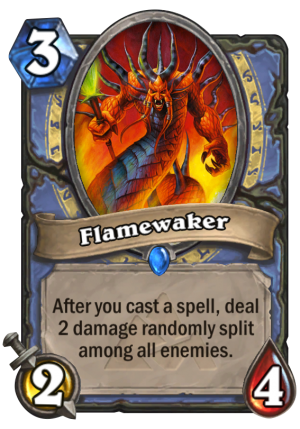 3
Flamewaker
After you cast a spell, deal
2 damage randomly split
among all enemies.
2
4